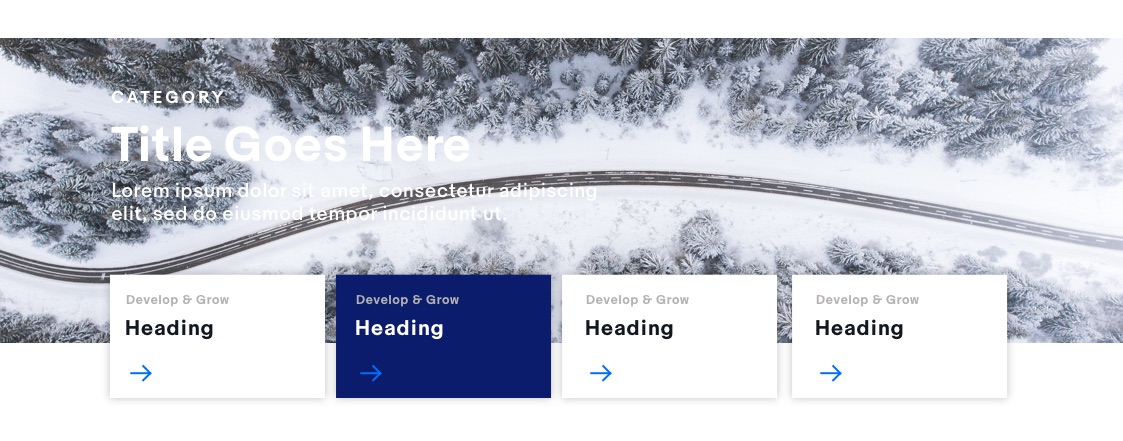 CATEGORY
Title Goes Here
Lorem ipsum dolor sit amet, consectetur adipiscing
elit, sed do eiusmod tempor incididunt ut.
Develop & Grow
Heading
Develop & Grow
Heading
Develop & Grow
Heading
Develop & Grow
Heading